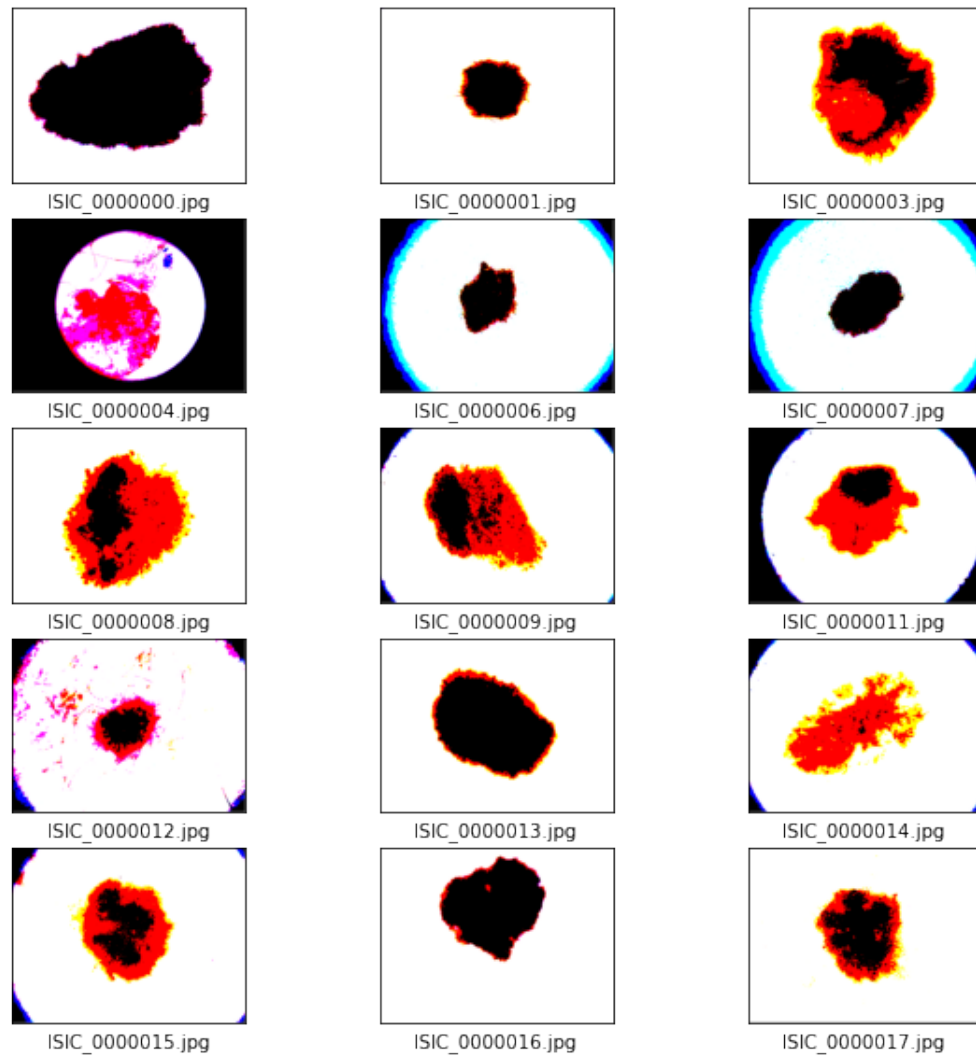 ISIC_0000000.jpg
ISIC_0000001.jpg
ISIC_0000003.jpg
ISIC_0000004.jpg
ISIC_0000006.jpg
ISIC_0000007.jpg
ISIC_0000008.jpg
ISIC_0000009.jpg
ISIC_0000011.jpg
ISIC_0000012.jpg
ISIC_0000013.jpg
ISIC_0000014.jpg
ISIC_0000015.jpg
ISIC_0000016.jpg
ISIC_0000017.jpg